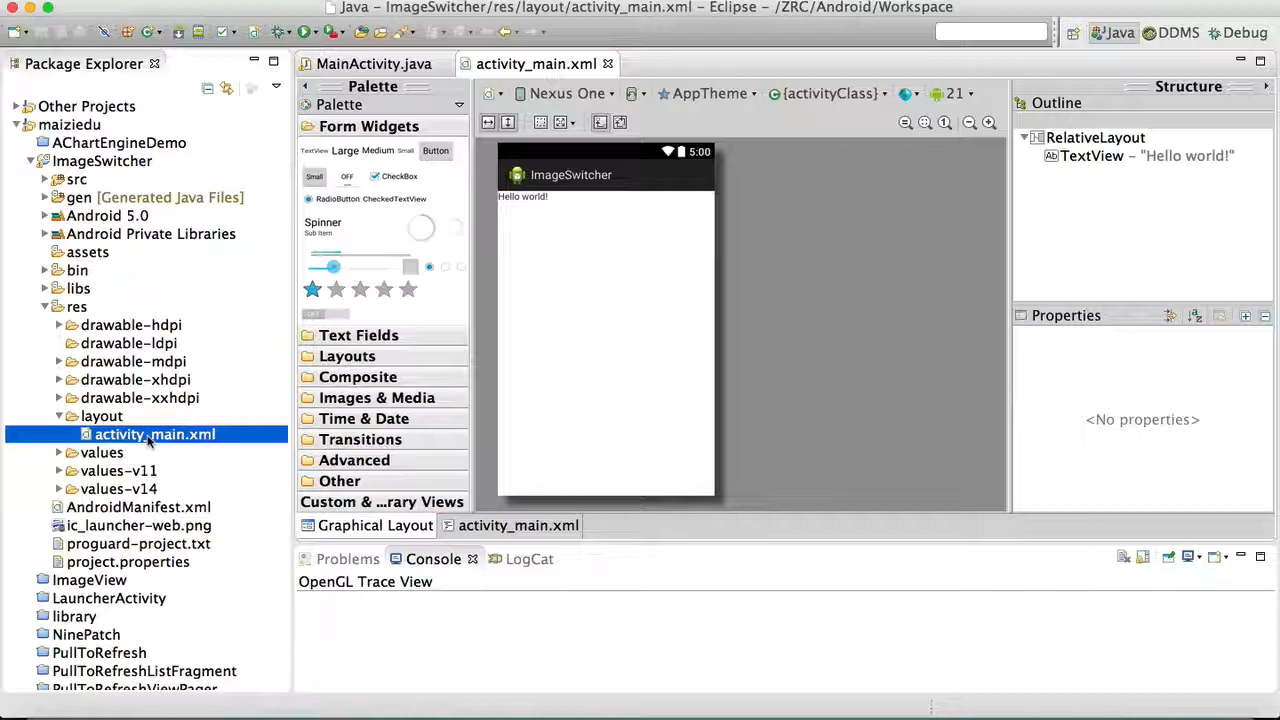 Java – ImageSwitcher/res/layout/activity_main.xml – Eclipse – /ZRC/Android/Workspace
Java
DDMS
Debug
Package Explorer
Other Projects
maiziedu
AChartEngineDemo
ImageSwitcher
src
gen [Generated Java Files]
Android 5.0
Android Private Libraries
assets
bin
libs
res
drawable-hdpi
drawable-ldpi
drawable-mdpi
drawable-xhdpi
drawable-xxhdpi
layout
activity_main.xml
values
values-v11
values-v14
AndroidManifest.xml
ic_launcher-web.png
proguard-project.txt
project.properties
ImageView
LauncherActivity
library
NinePatch
PullToRefresh
PullToRefreshListFragment
PullToRefreshViewPager
MainActivity.java
activity_main.xml
Palette
Palette
Form Widgets
TextView Large Medium Small Button
Small OFF CheckBox
RadioButton CheckedTextView
Spinner
Sub Item
OFF
Text Fields
Layouts
Composite
Images & Media
Time & Date
Transitions
Advanced
Other
Custom & ...rary Views
Graphical Layout
activity_main.xml
Nexus One
AppTheme
{activityClass}
21
5:00
ImageSwitcher
Hello world!
Structure
Outline
RelativeLayout
Ab TextView – "Hello world!"
Properties
<No properties>
Problems
Console
LogCat
OpenGL Trace View